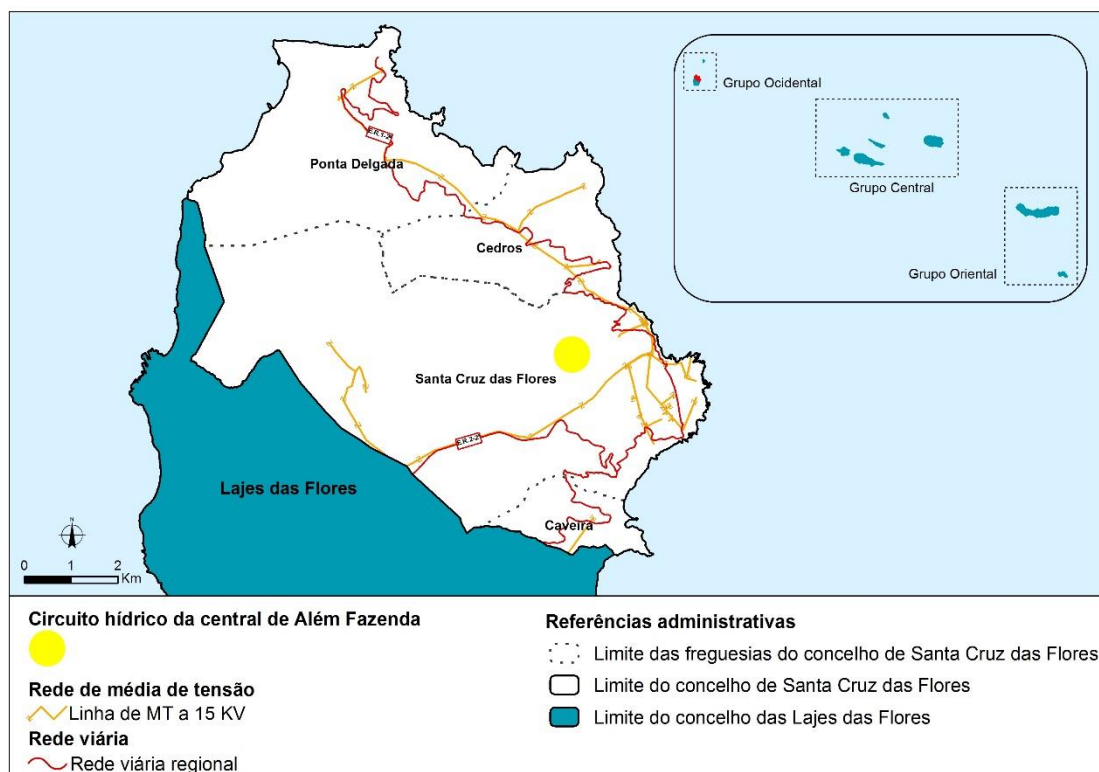 Grupo Ocidental
Grupo Central
Grupo Oriental
E.R.1-2ª
Ponta Delgada
Cedros
Santa Cruz das Flores
E.R.2-2ª
Lajes das Flores
Caveira
N
0 1 2
Km
Circuito hídrico da central de Além Fazenda
Rede de média de tensão
Linha de MT a 15 KV
Rede viária
Rede viária regional
Referências administrativas
Limite das freguesias do concelho de Santa Cruz das Flores
Limite do concelho de Santa Cruz das Flores
Limite do concelho das Lajes das Flores